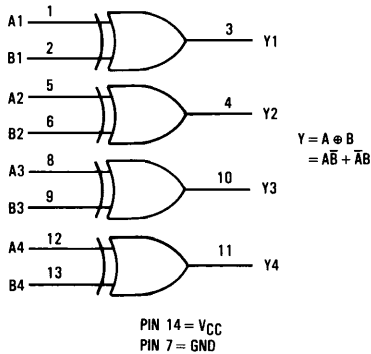 A1 1
3 Y1
B1 2
A2 5
4 Y2
B2 6
Y = A ⊕ B
= AB̅ + A̅B
A3 8
10 Y3
B3 9
A4 12
11 Y4
B4 13
PIN 14 = VCC
PIN 7 = GND